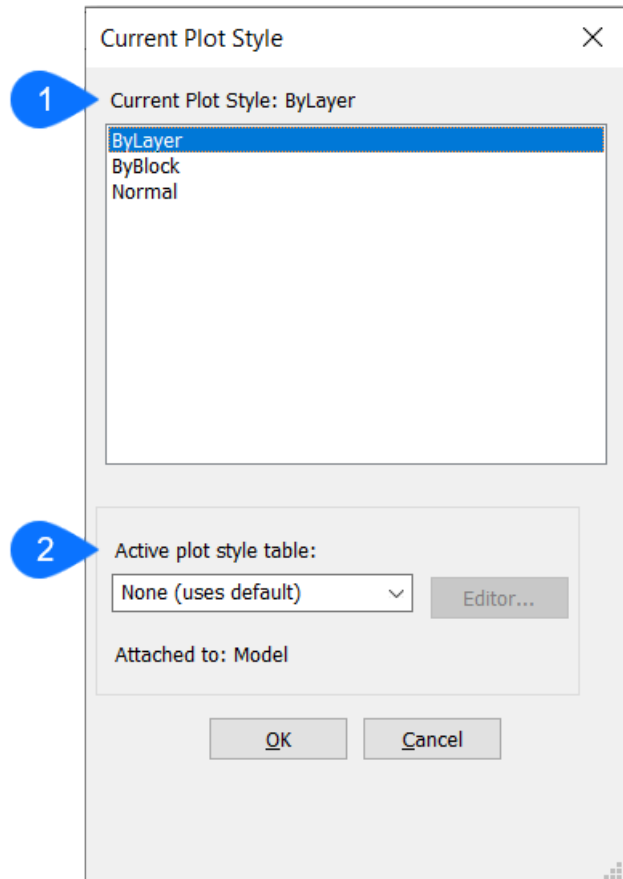 Current Plot Style
1
Current Plot Style: ByLayer
ByLayer
ByBlock
Normal
2
Active plot style table:
None (uses default)
Editor...
Attached to: Model
OK
Cancel